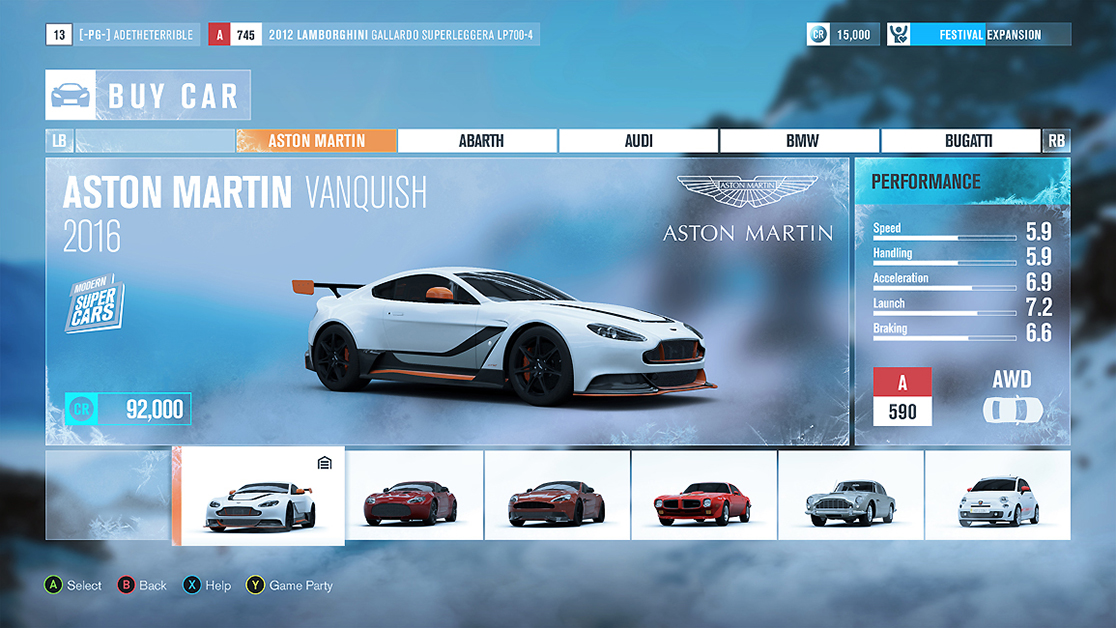 13 [-PG-] ADETHETERRIBLE A 745 2012 LAMBORGHINI GALLARDO SUPERLEGGERA LP700-4 CR 15,000 FESTIVAL EXPANSION
BUY CAR
LB ASTON MARTIN ABARTH AUDI BMW BUGATTI RB
ASTON MARTIN VANQUISH
2016
ASTON MARTIN
ASTON MARTIN
MODERN
SUPER
CARS
CR 92,000
PERFORMANCE
Speed 5.9
Handling 5.9
Acceleration 6.9
Launch 7.2
Braking 6.6
A
590
AWD
A Select B Back X Help Y Game Party